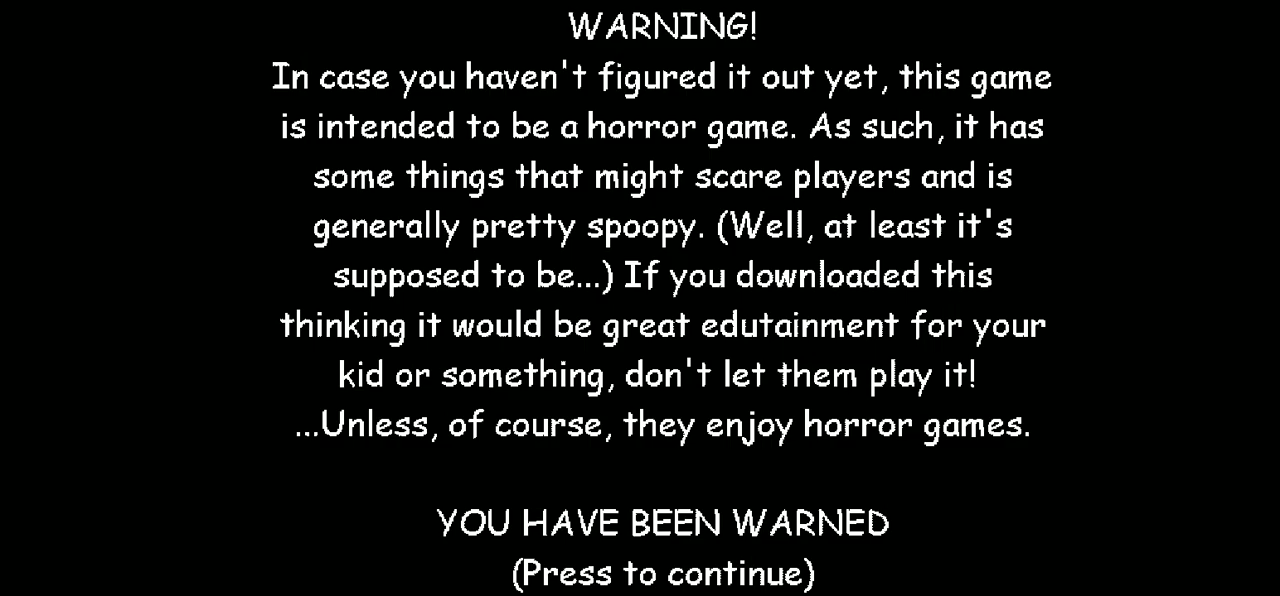 WARNING!
In case you haven't figured it out yet, this game
is intended to be a horror game. As such, it has
some things that might scare players and is
generally pretty spoopy. (Well, at least it's
supposed to be...) If you downloaded this
thinking it would be great edutainment for your
kid or something, don't let them play it!
...Unless, of course, they enjoy horror games.
YOU HAVE BEEN WARNED
(Press to continue)